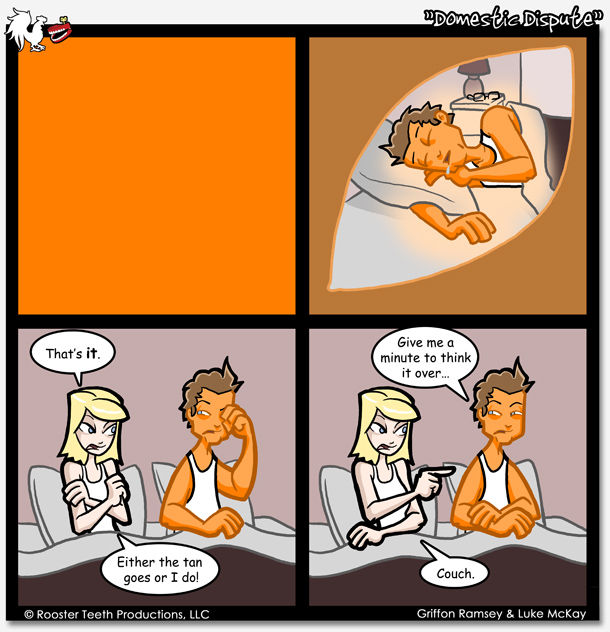 "Domestic Dispute"
That's it.
Either the tan
goes or I do!
Give me a
minute to think
it over...
Couch.
© Rooster Teeth Productions, LLC
Griffon Ramsey & Luke McKay